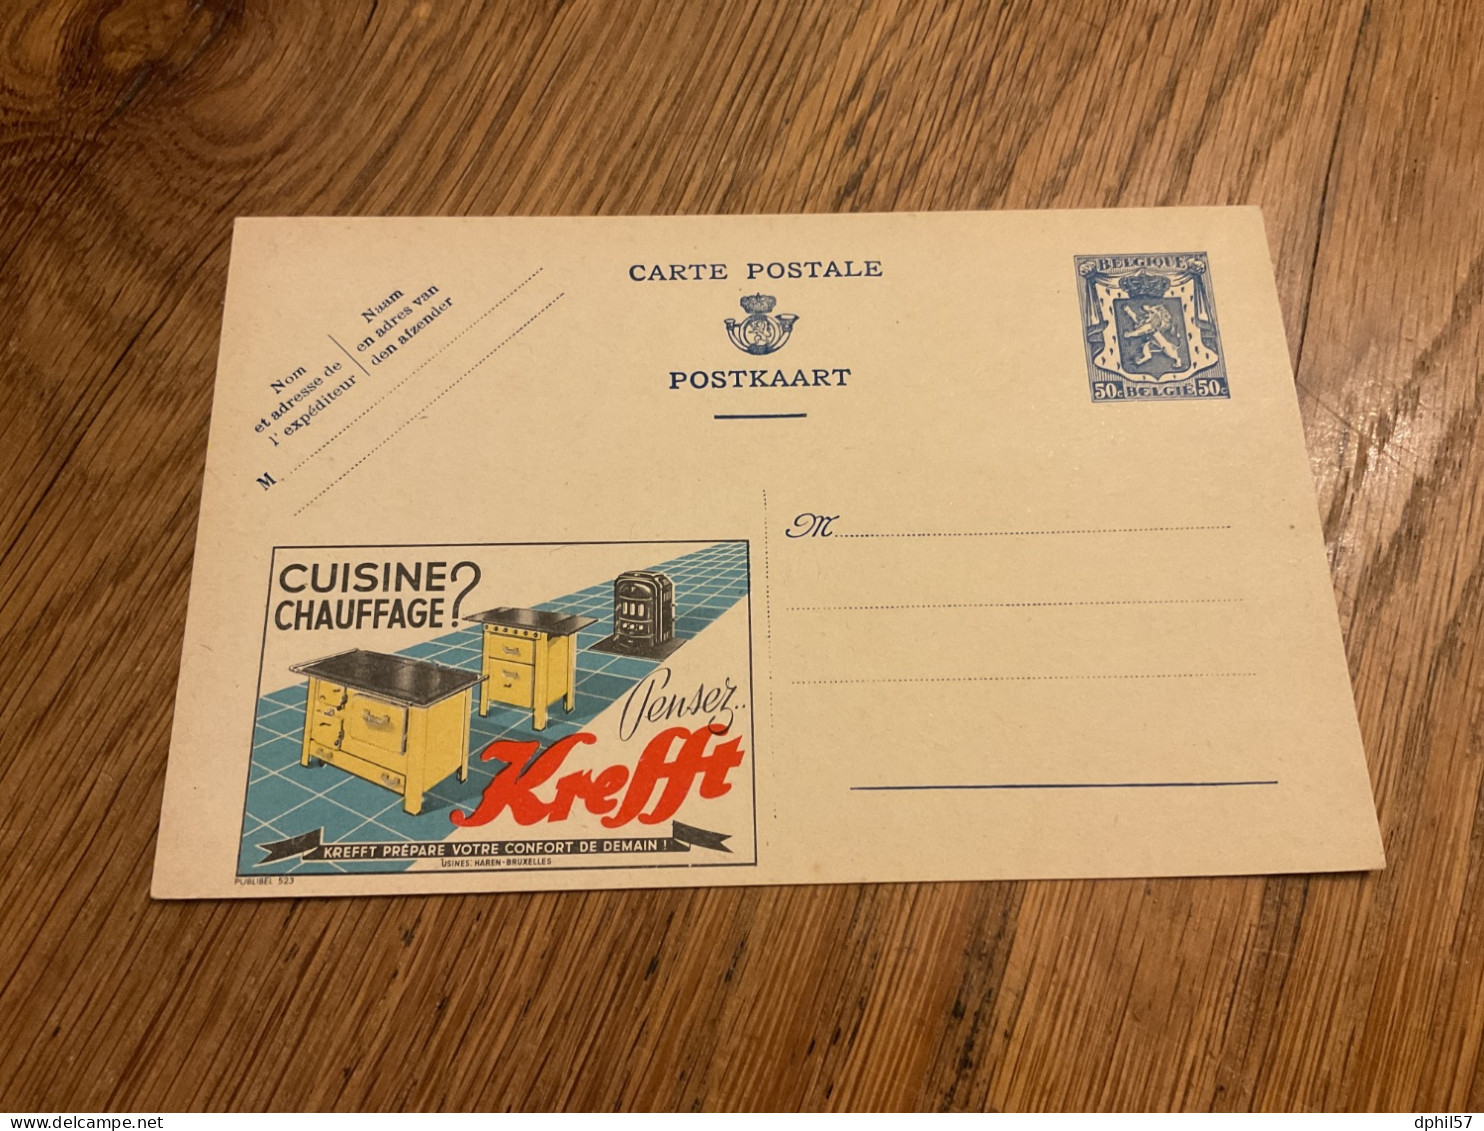 CARTE POSTALE
POSTKAART
BELGIQUE
50c BELGIË 50c
Nom
et adresse de
l' expéditeur
Naam
en adres van
den afzender
M
M
CUISINE?
CHAUFFAGE?
Pensez..
Krefft
KREFFT PRÉPARE VOTRE CONFORT DE DEMAIN !
USINES: HAREN-BRUXELLES
PUBLIBEL 523
Delcampe.net
dphil57